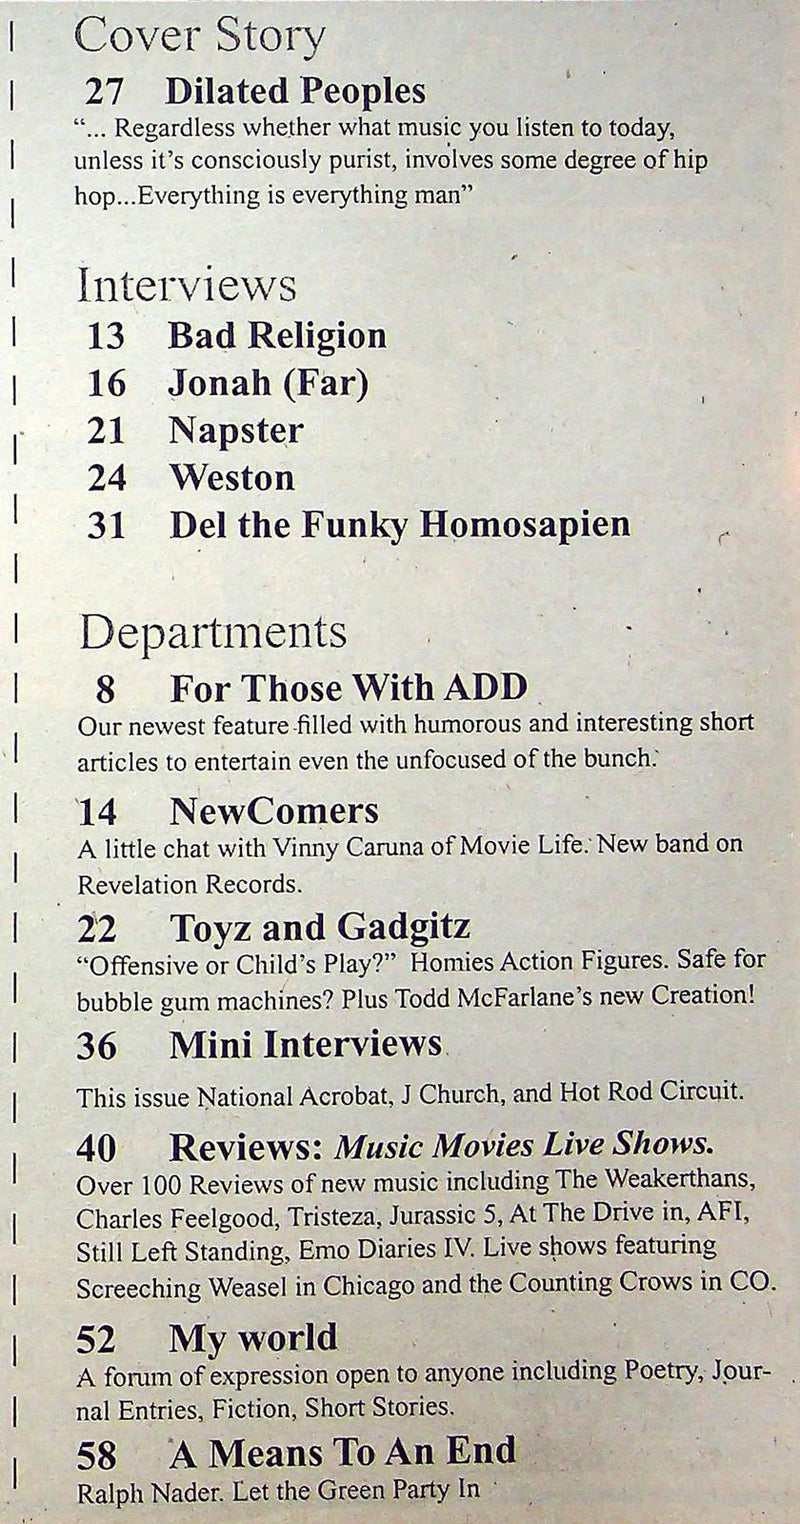 Cover Story
27 Dilated Peoples
“... Regardless whether what music you listen to today,
unless it’s consciously purist, involves some degree of hip
hop...Everything is everything man”
Interviews
13 Bad Religion
16 Jonah (Far)
21 Napster
24 Weston
31 Del the Funky Homosapien
Departments
8 For Those With ADD
Our newest feature filled with humorous and interesting short
articles to entertain even the unfocused of the bunch.
14 NewComers
A little chat with Vinny Caruna of Movie Life. New band on
Revelation Records.
22 Toyz and Gadgitz
“Offensive or Child’s Play?” Homies Action Figures. Safe for
bubble gum machines? Plus Todd McFarlane’s new Creation!
36 Mini Interviews
This issue National Acrobat, J Church, and Hot Rod Circuit.
40 Reviews: Music Movies Live Shows.
Over 100 Reviews of new music including The Weakerthans,
Charles Feelgood, Tristeza, Jurassic 5, At The Drive in, AFI,
Still Left Standing, Emo Diaries IV. Live shows featuring
Screeching Weasel in Chicago and the Counting Crows in CO.
52 My world
A forum of expression open to anyone including Poetry, Jour-
nal Entries, Fiction, Short Stories.
58 A Means To An End
Ralph Nader. Let the Green Party In